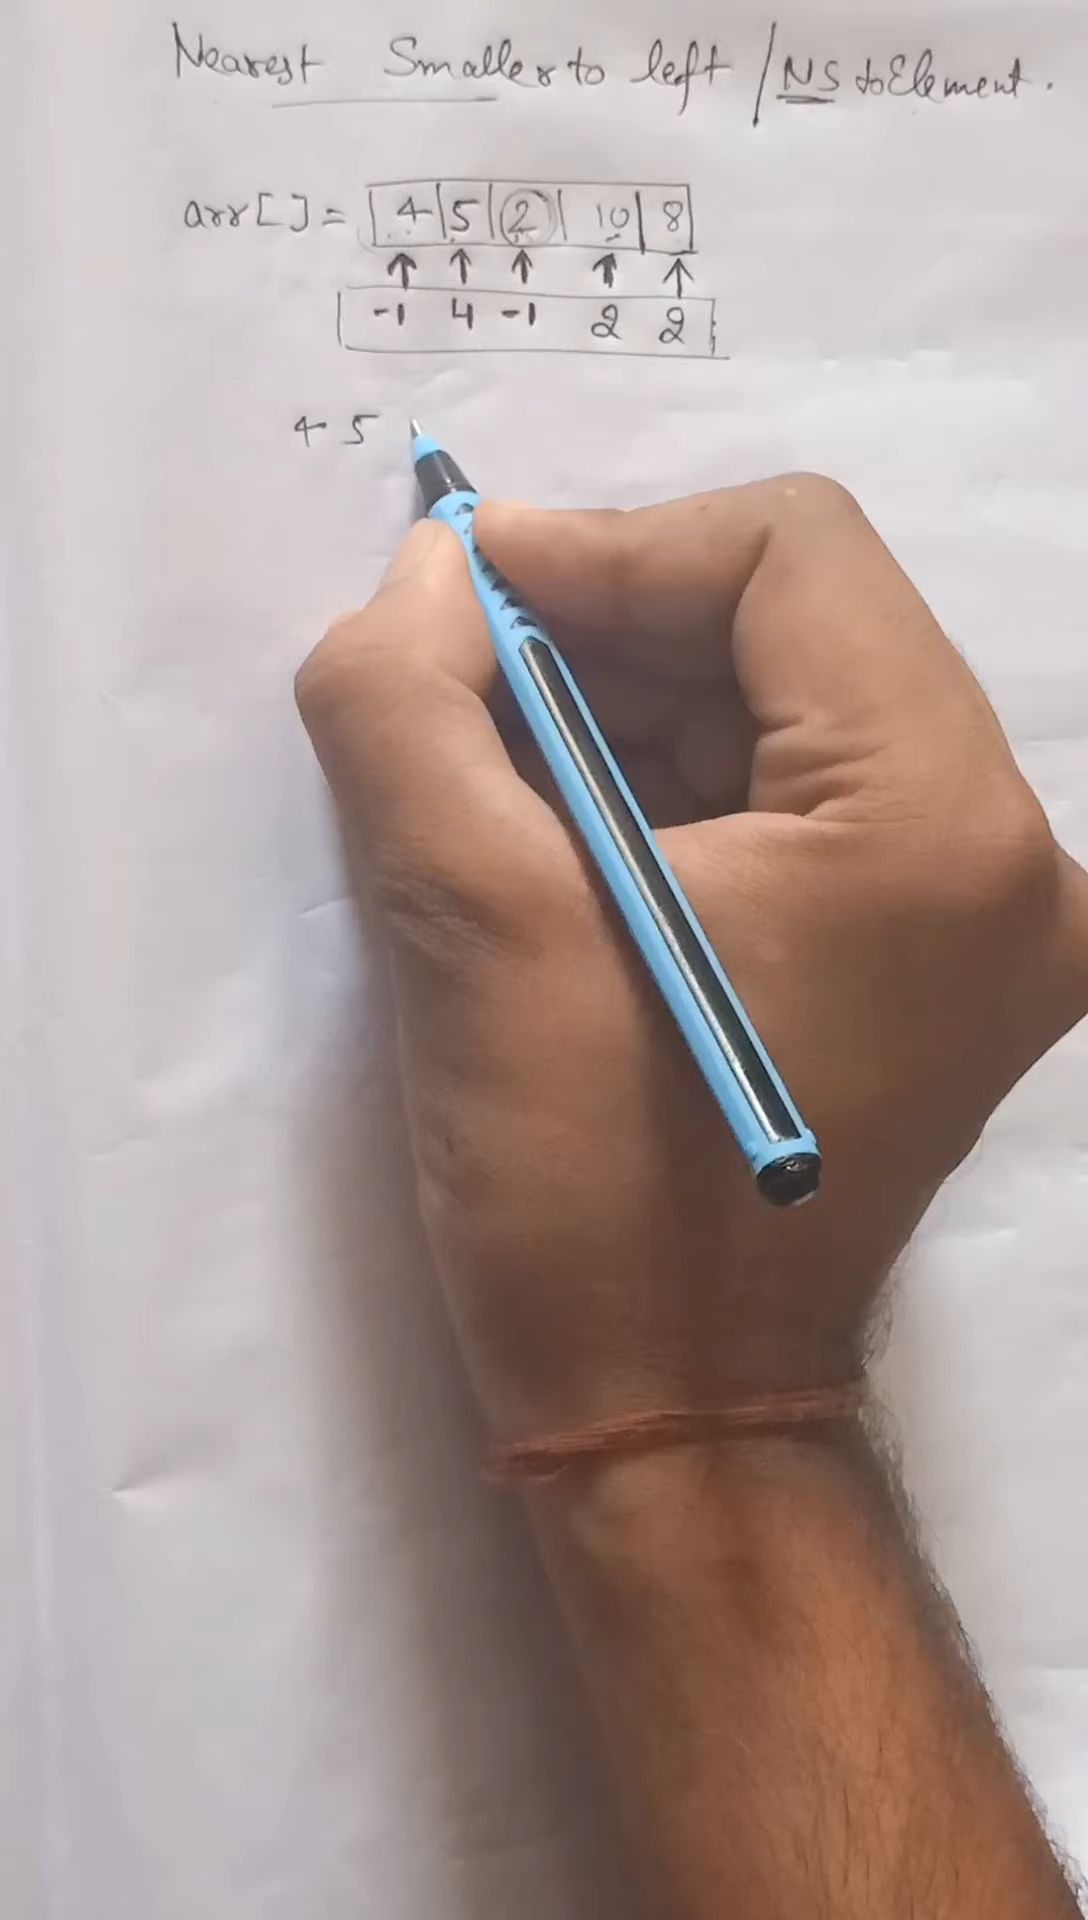 Nearest Smaller to left / NS to Element.
arr[] = | 4 | 5 | 2 | 10 | 8 |
↑ ↑ ↑ ↑ ↑
-1 4 -1 2 2
4 5